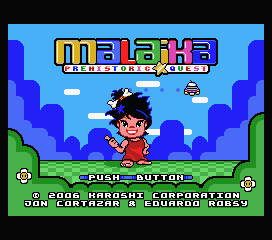 MALAIKA
PREHISTORIC QUEST
PUSH BUTTON
© 2006 KAROSHI CORPORATION
JON CORTAZAR & EDUARDO ROBSY